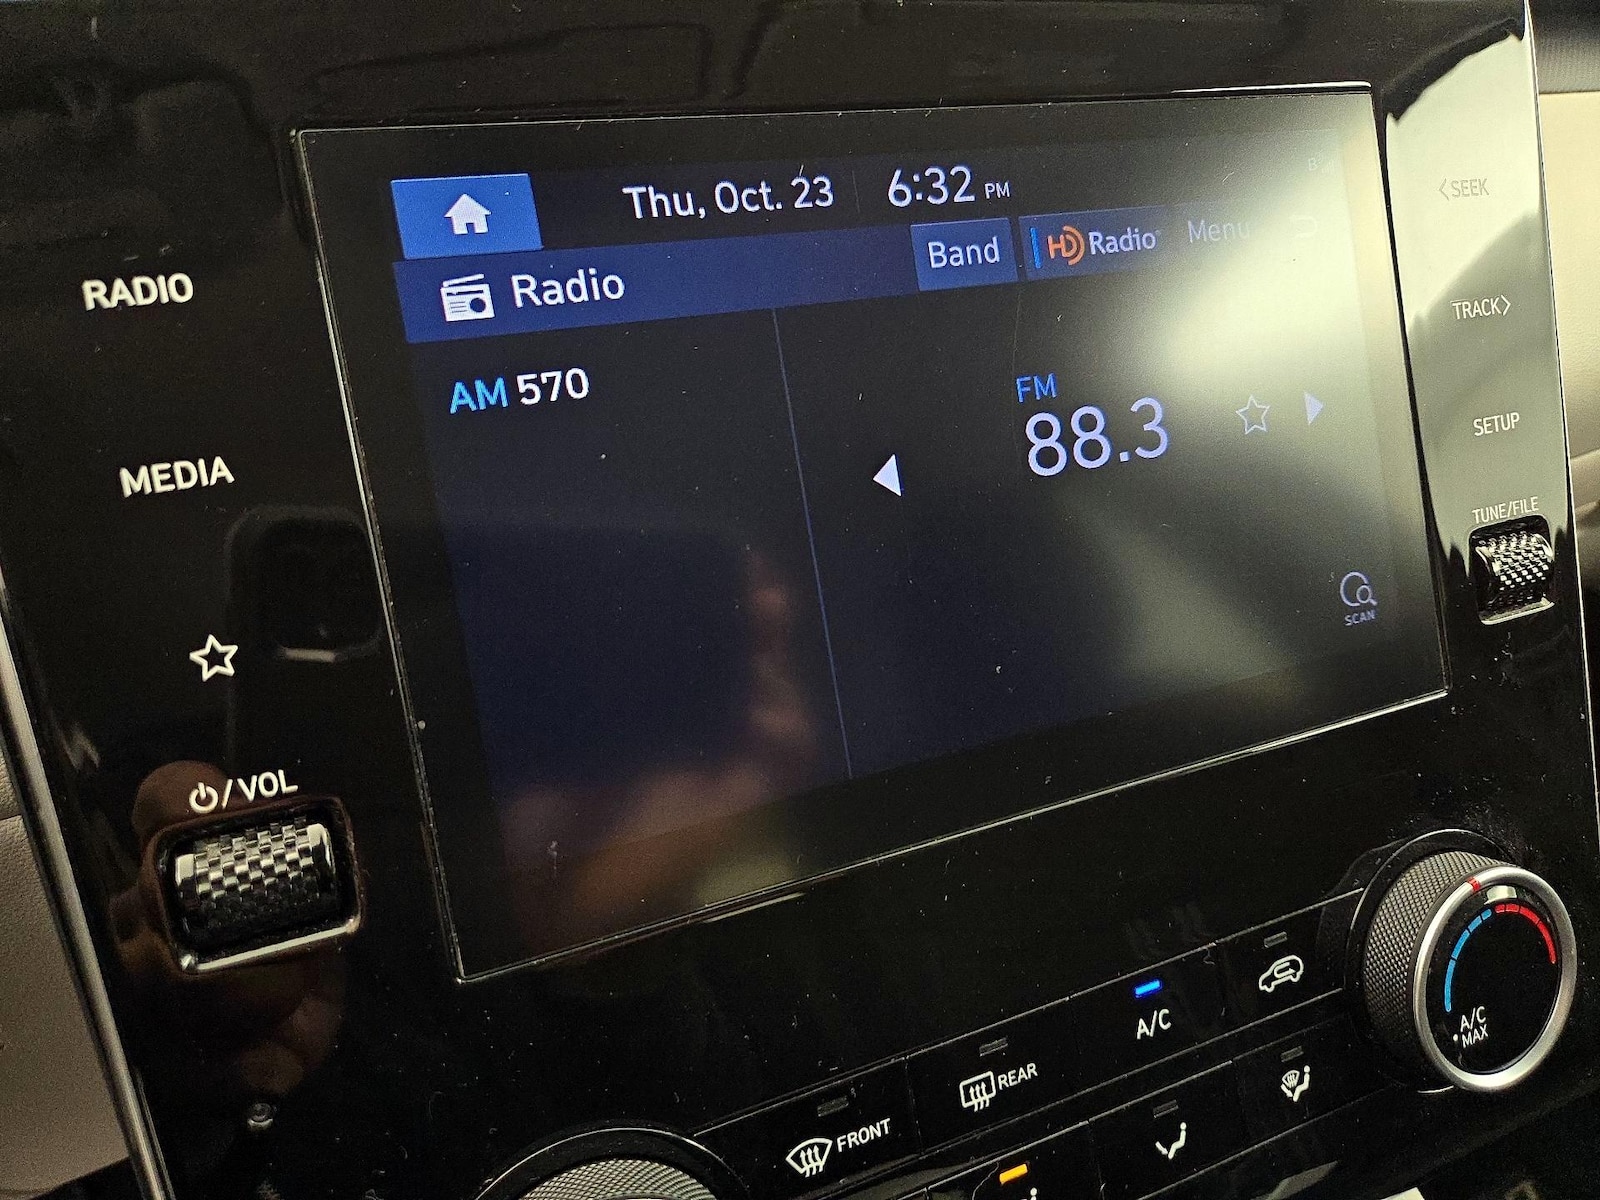 Thu, Oct. 23 6:32 PM
Radio Band HD Radio Menu
AM 570
FM
88.3
SCAN
RADIO
MEDIA
/VOL
<SEEK
TRACK>
SETUP
TUNE/FILE
A/C
A/C
MAX
REAR
FRONT